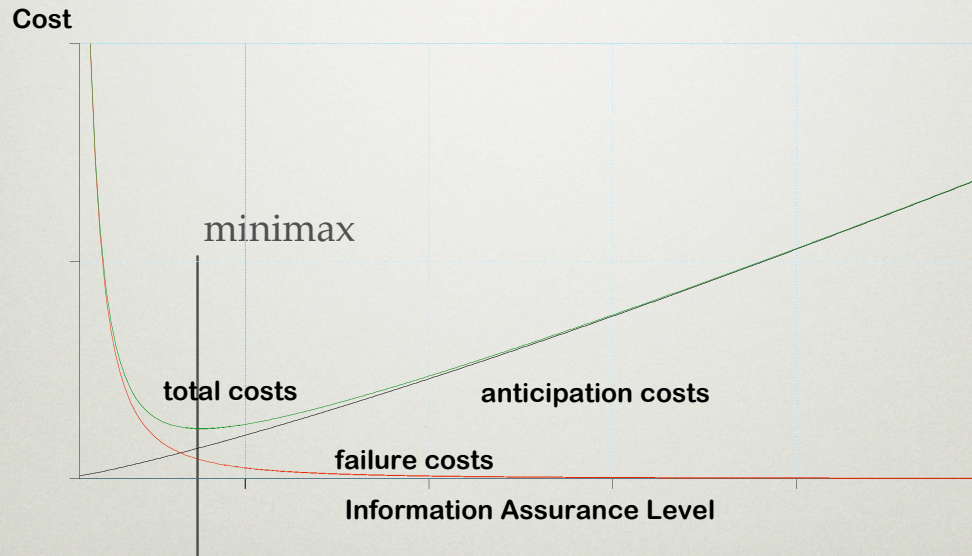 Cost
minimax
total costs
anticipation costs
failure costs
Information Assurance Level